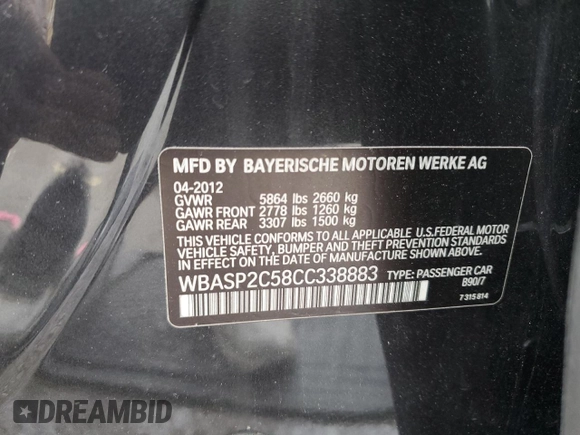 MFD BY BAYERISCHE MOTOREN WERKE AG
04-2012
GVWR 5864 lbs 2660 kg
GAWR FRONT 2778 lbs 1260 kg
GAWR REAR 3307 lbs 1500 kg
THIS VEHICLE CONFORMS TO ALL APPLICABLE U.S.FEDERAL MOTOR
VEHICLE SAFETY, BUMPER AND THEFT PREVENTION STANDARDS
IN EFFECT ON THE DATE OF MANUFACTURE SHOWN ABOVE.
WBASP2C58CC338883 TYPE: PASSENGER CAR
B90/7
7 315 814
DREAMBID